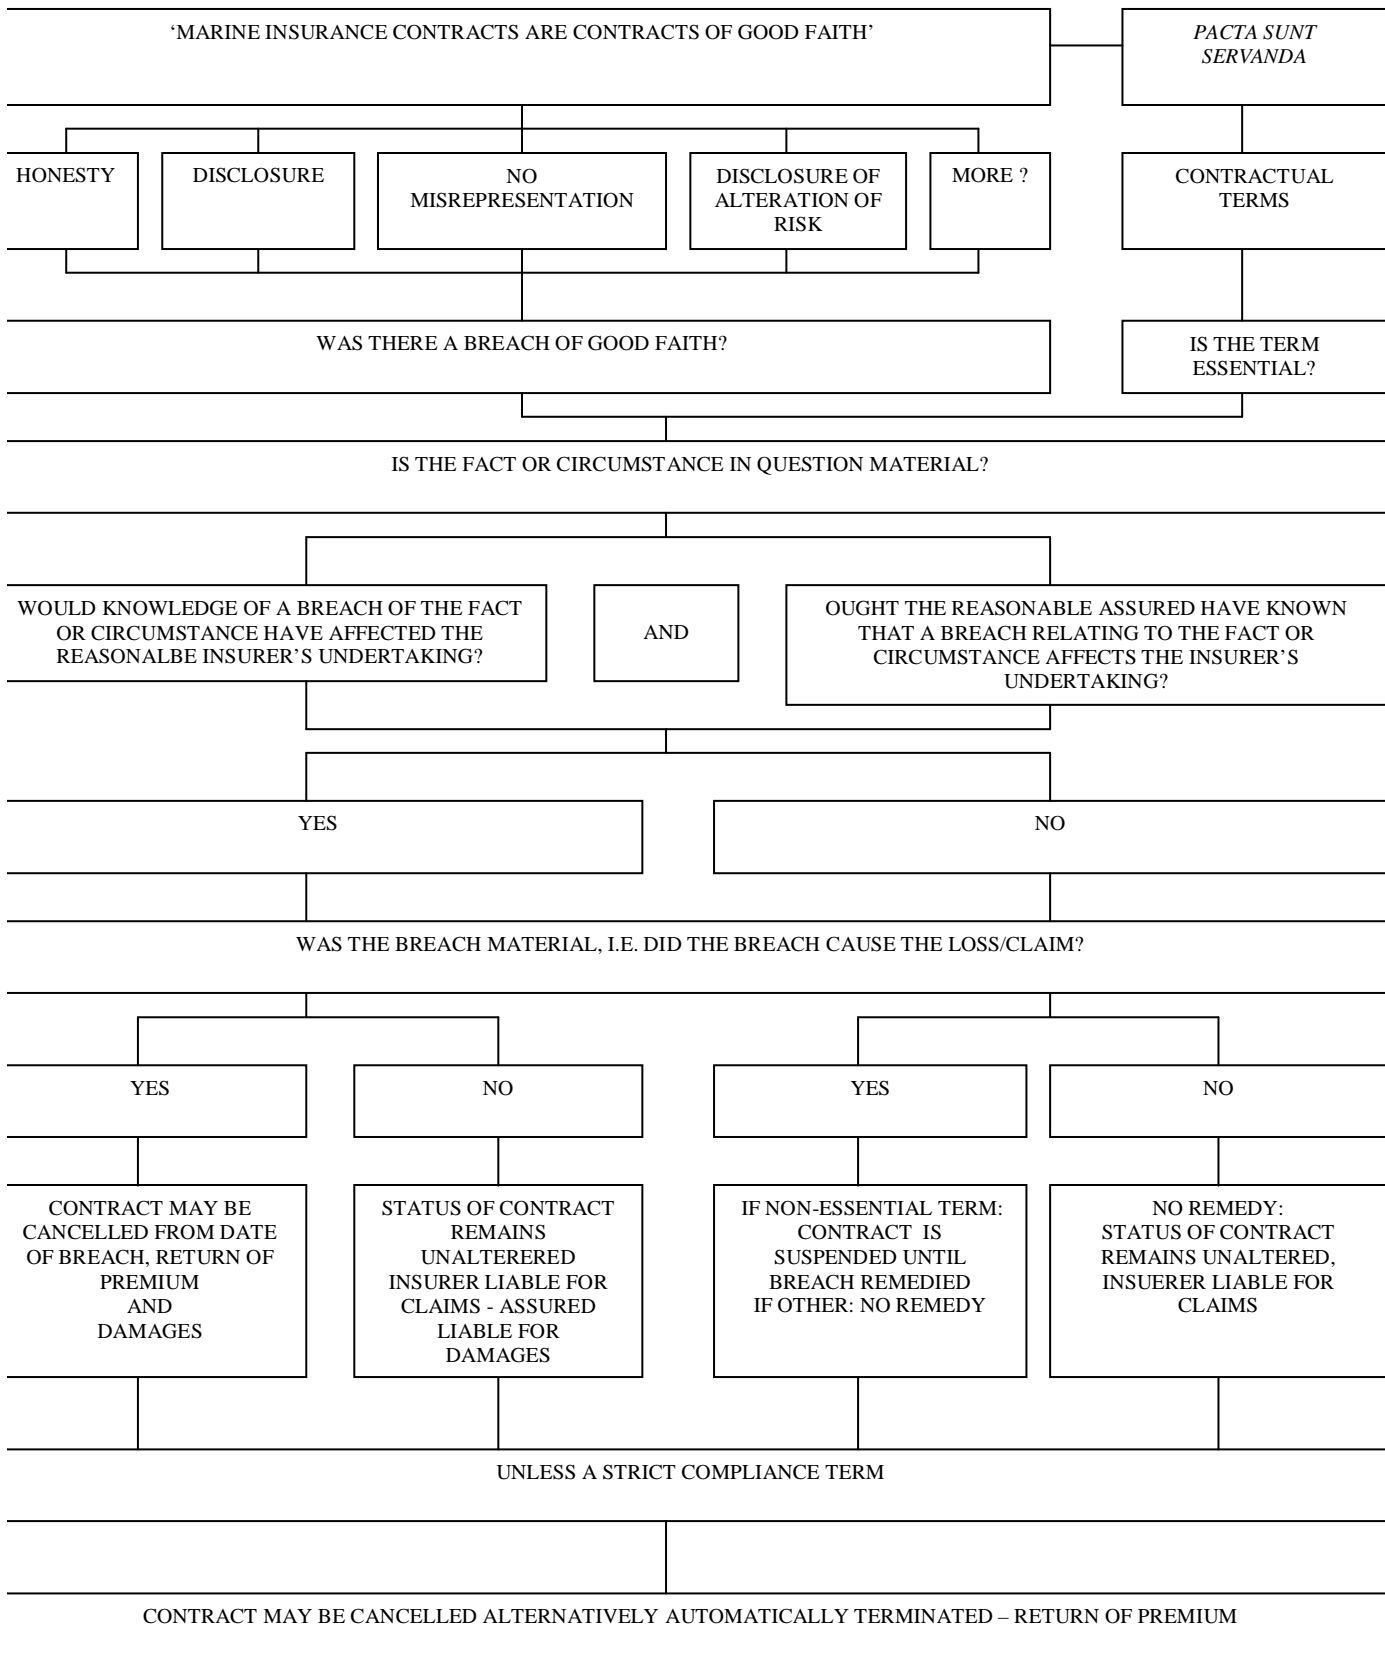 ‘MARINE INSURANCE CONTRACTS ARE CONTRACTS OF GOOD FAITH’
PACTA SUNT
SERVANDA
HONESTY
DISCLOSURE
NO
MISREPRESENTATION
DISCLOSURE OF
ALTERATION OF
RISK
MORE ?
CONTRACTUAL
TERMS
WAS THERE A BREACH OF GOOD FAITH?
IS THE TERM
ESSENTIAL?
IS THE FACT OR CIRCUMSTANCE IN QUESTION MATERIAL?
WOULD KNOWLEDGE OF A BREACH OF THE FACT
OR CIRCUMSTANCE HAVE AFFECTED THE
REASONALBE INSURER’S UNDERTAKING?
AND
OUGHT THE REASONABLE ASSURED HAVE KNOWN
THAT A BREACH RELATING TO THE FACT OR
CIRCUMSTANCE AFFECTS THE INSURER’S
UNDERTAKING?
YES
NO
WAS THE BREACH MATERIAL, I.E. DID THE BREACH CAUSE THE LOSS/CLAIM?
YES
NO
YES
NO
CONTRACT MAY BE
CANCELLED FROM DATE
OF BREACH, RETURN OF
PREMIUM
AND
DAMAGES
STATUS OF CONTRACT
REMAINS
UNALTERERED
INSURER LIABLE FOR
CLAIMS - ASSURED
LIABLE FOR
DAMAGES
IF NON-ESSENTIAL TERM:
CONTRACT IS
SUSPENDED UNTIL
BREACH REMEDIED
IF OTHER: NO REMEDY
NO REMEDY:
STATUS OF CONTRACT
REMAINS UNALTERED,
INSUERER LIABLE FOR
CLAIMS
UNLESS A STRICT COMPLIANCE TERM
CONTRACT MAY BE CANCELLED ALTERNATIVELY AUTOMATICALLY TERMINATED – RETURN OF PREMIUM